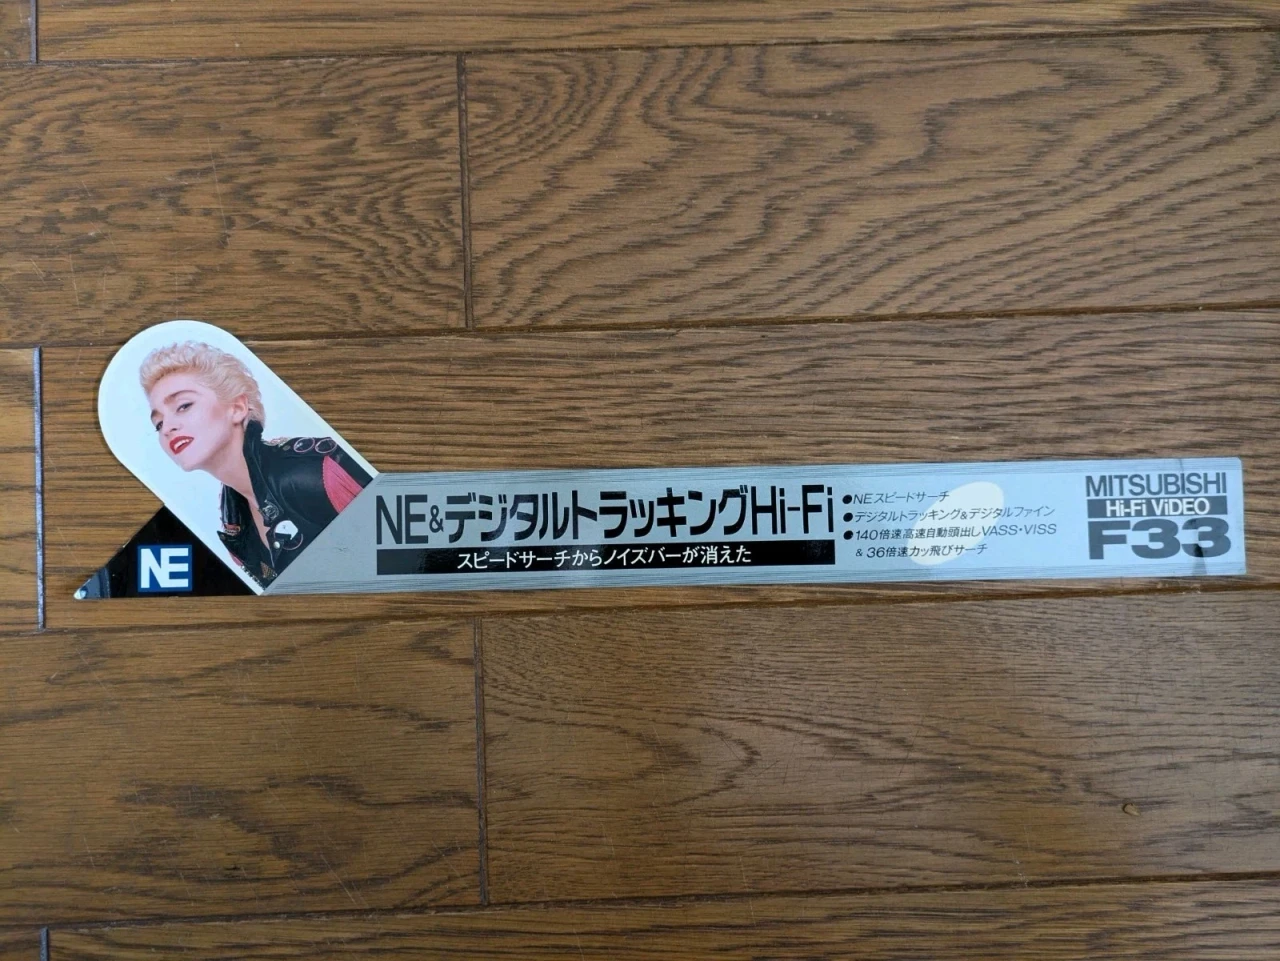 NE
NE&デジタルトラッキングHi-Fi
スピードサーチからノイズバーが消えた
●NEスピードサーチ
●デジタルトラッキング&デジタルファイン
●140倍速高速自動頭出しVASS・VISS
&36倍速カッ飛びサーチ
MITSUBISHI
Hi-Fi ViDEO
F33